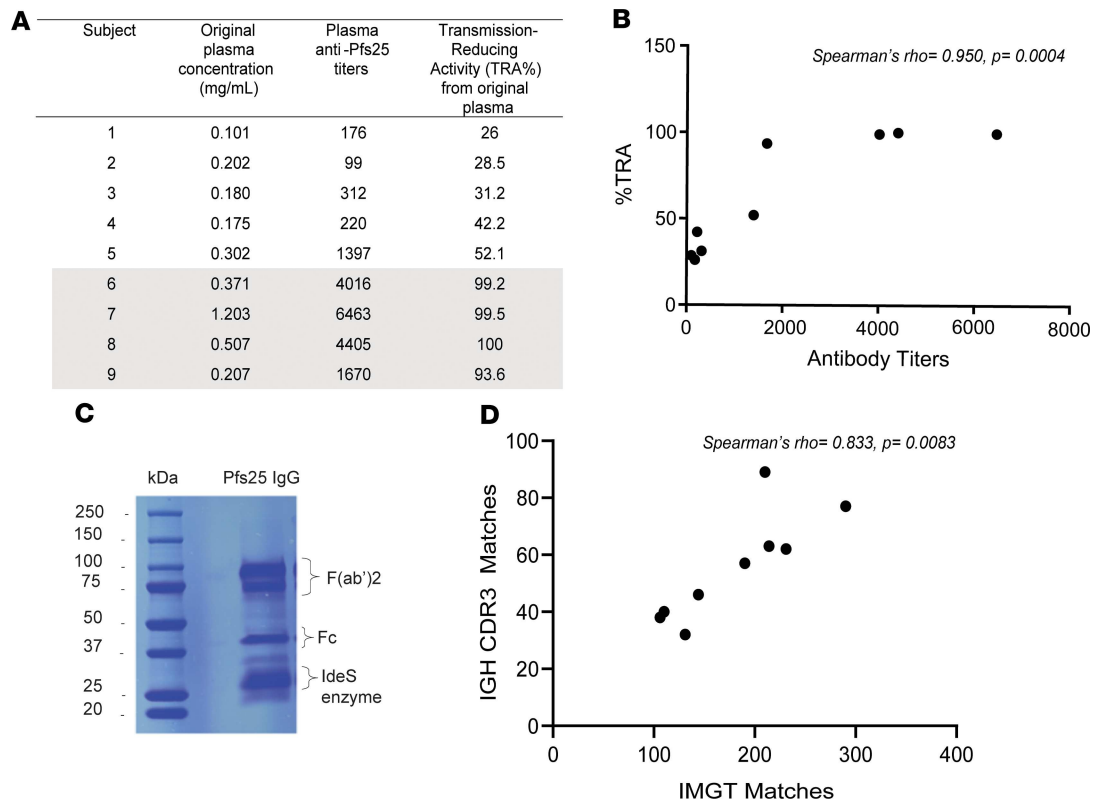 A
Subject
Original plasma concentration (mg/mL)
Plasma anti-Pfs25 titers
Transmission-Reducing Activity (TRA%) from original plasma
1 0.101 176 26
2 0.202 99 28.5
3 0.180 312 31.2
4 0.175 220 42.2
5 0.302 1397 52.1
6 0.371 4016 99.2
7 1.203 6463 99.5
8 0.507 4405 100
9 0.207 1670 93.6
B
Spearman's rho= 0.950, p= 0.0004
%TRA
150
100
50
0
0 2000 4000 6000 8000
Antibody Titers
C
kDa Pfs25 IgG
250 -
150 -
100 -
75 -
50 -
37 -
25 -
20 -
F(ab')2
Fc
IdeS
enzyme
D
Spearman's rho= 0.833, p= 0.0083
IGH CDR3 Matches
100
80
60
40
20
0
0 100 200 300 400
IMGT Matches